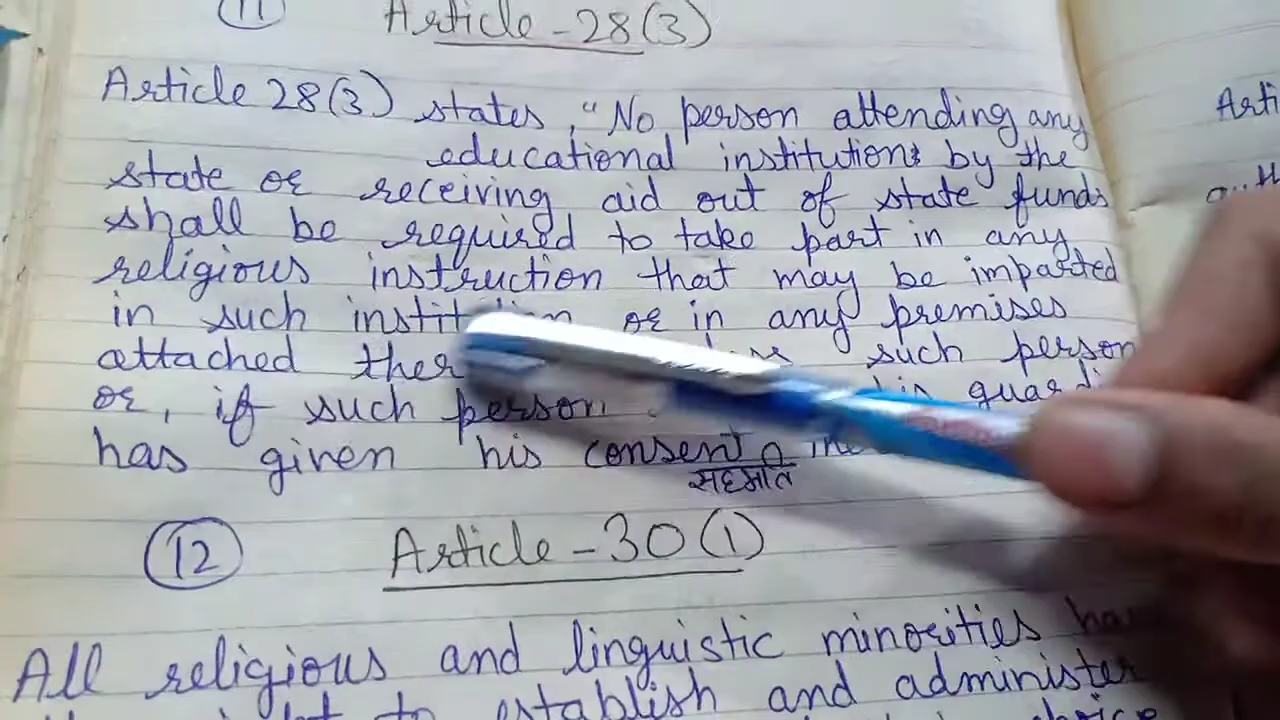 11
Article - 28(3)
Article 28(3) states, "No person attending any
educational institutions by the
state or receiving aid out of state funds
shall be required to take part in any
religious instruction that may be imparted
in such or in any premises
attached such person
or, if such person
has given his consent
सहमति
12
Article - 30(1)
All religious and linguistic minorities
to establish and administer
choice